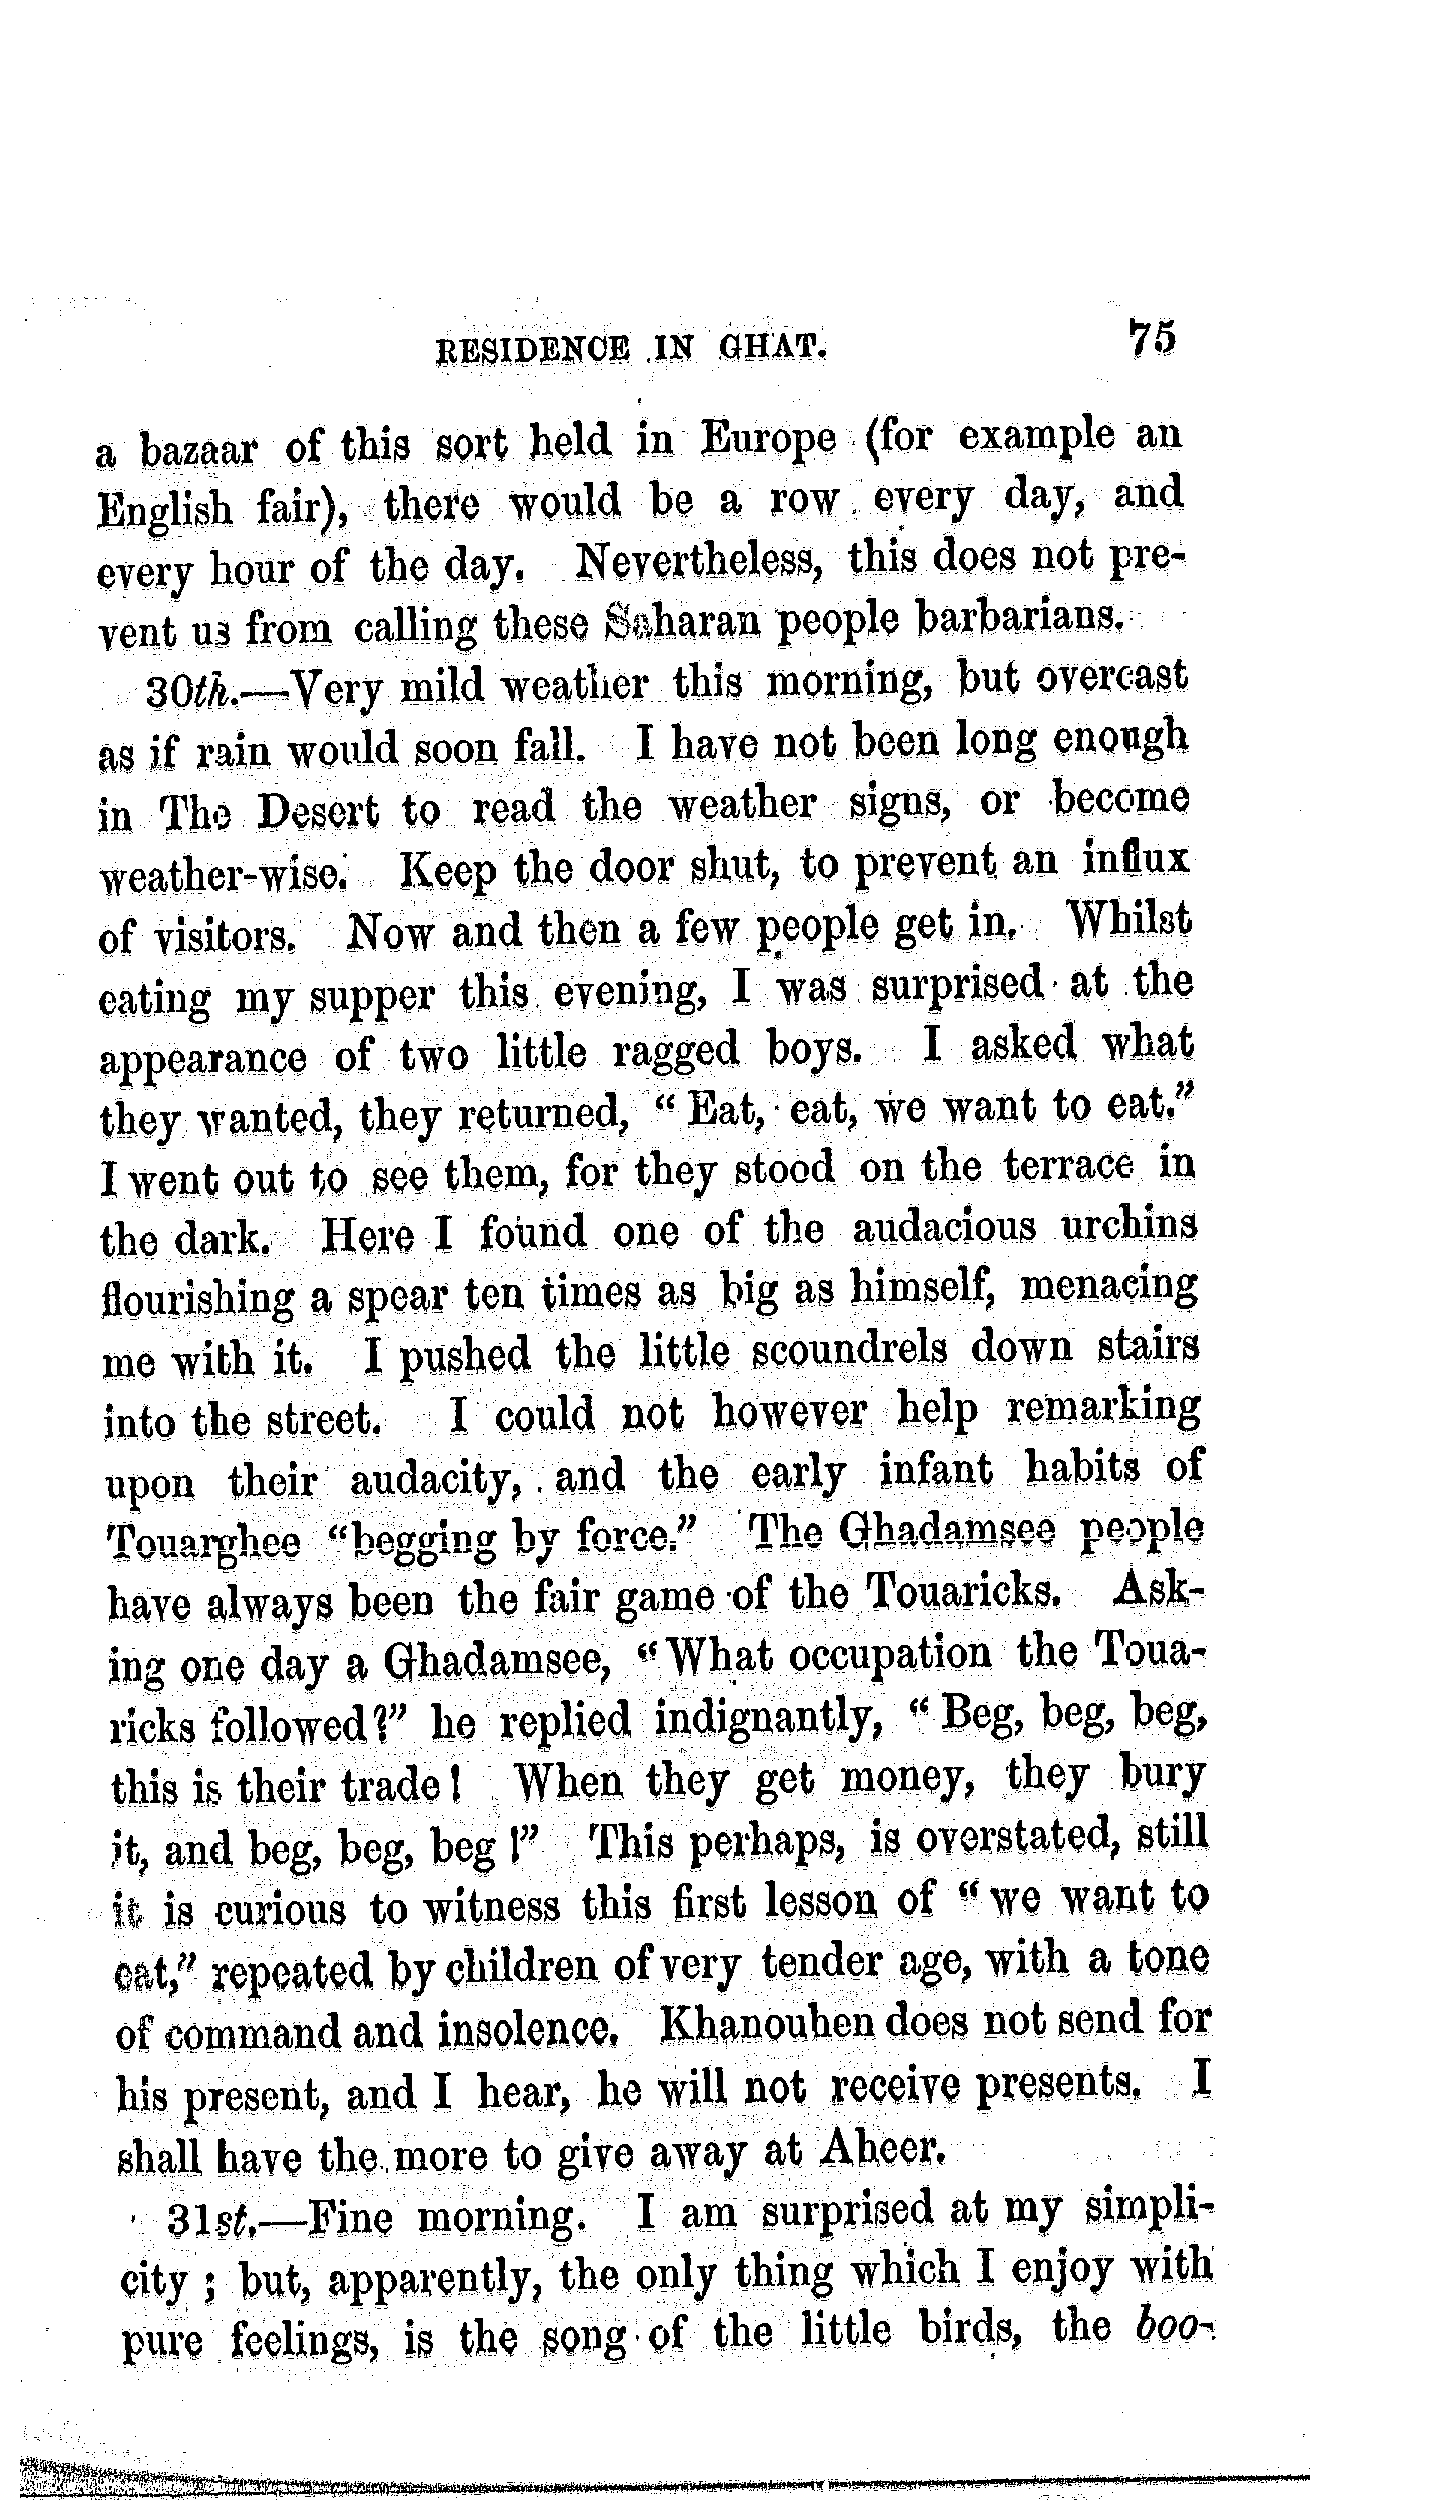 RESIDENCE IN GHAT. 75
a bazaar of this sort held in Europe (for example an
English fair), there would be a row every day, and
every hour of the day. Nevertheless, this does not pre-
vent us from calling these Saharan people barbarians.
30th.—Very mild weather this morning, but overcast
as if rain would soon fall. I have not been long enough
in The Desert to read the weather signs, or become
weather-wise. Keep the door shut, to prevent an influx
of visitors. Now and then a few people get in. Whilst
eating my supper this evening, I was surprised at the
appearance of two little ragged boys. I asked what
they wanted, they returned, "Eat, eat, we want to eat."
I went out to see them, for they stood on the terrace in
the dark. Here I found one of the audacious urchins
flourishing a spear ten times as big as himself, menacing
me with it. I pushed the little scoundrels down stairs
into the street. I could not however help remarking
upon their audacity, and the early infant habits of
Touarghee "begging by force." The Ghadamsee people
have always been the fair game of the Touaricks. Ask-
ing one day a Ghadamsee, "What occupation the Toua-
ricks followed?" he replied indignantly, "Beg, beg, beg,
this is their trade! When they get money, they bury
it, and beg, beg, beg!" This perhaps, is overstated, still
it is curious to witness this first lesson of "we want to
eat," repeated by children of very tender age, with a tone
of command and insolence. Khanouhen does not send for
his present, and I hear, he will not receive presents. I
shall have the more to give away at Aheer.
31st.—Fine morning. I am surprised at my simpli-
city; but, apparently, the only thing which I enjoy with
pure feelings, is the song of the little birds, the boo-